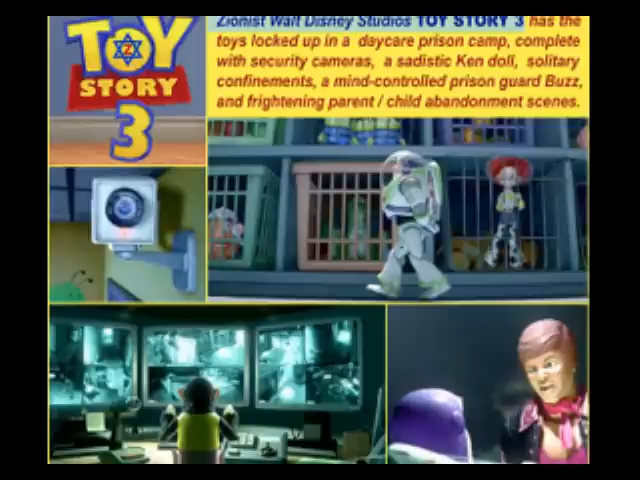 TOY
Z
STORY
3
Zionist Walt Disney Studios TOY STORY 3 has the
toys locked up in a daycare prison camp, complete
with security cameras, a sadistic Ken doll, solitary
confinements, a mind-controlled prison guard Buzz,
and frightening parent / child abandonment scenes.